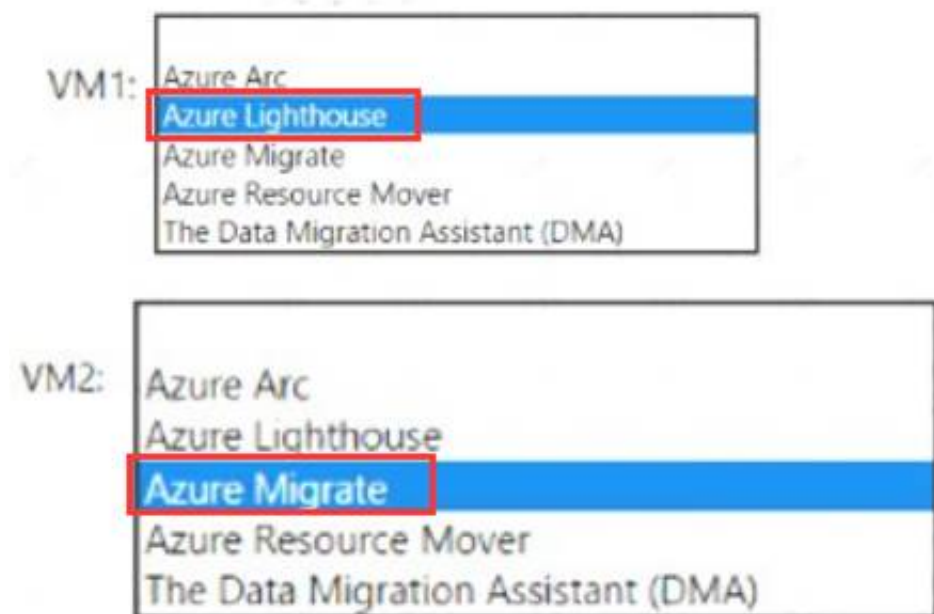 VM1:
Azure Arc
Azure Lighthouse
Azure Migrate
Azure Resource Mover
The Data Migration Assistant (DMA)
VM2:
Azure Arc
Azure Lighthouse
Azure Migrate
Azure Resource Mover
The Data Migration Assistant (DMA)